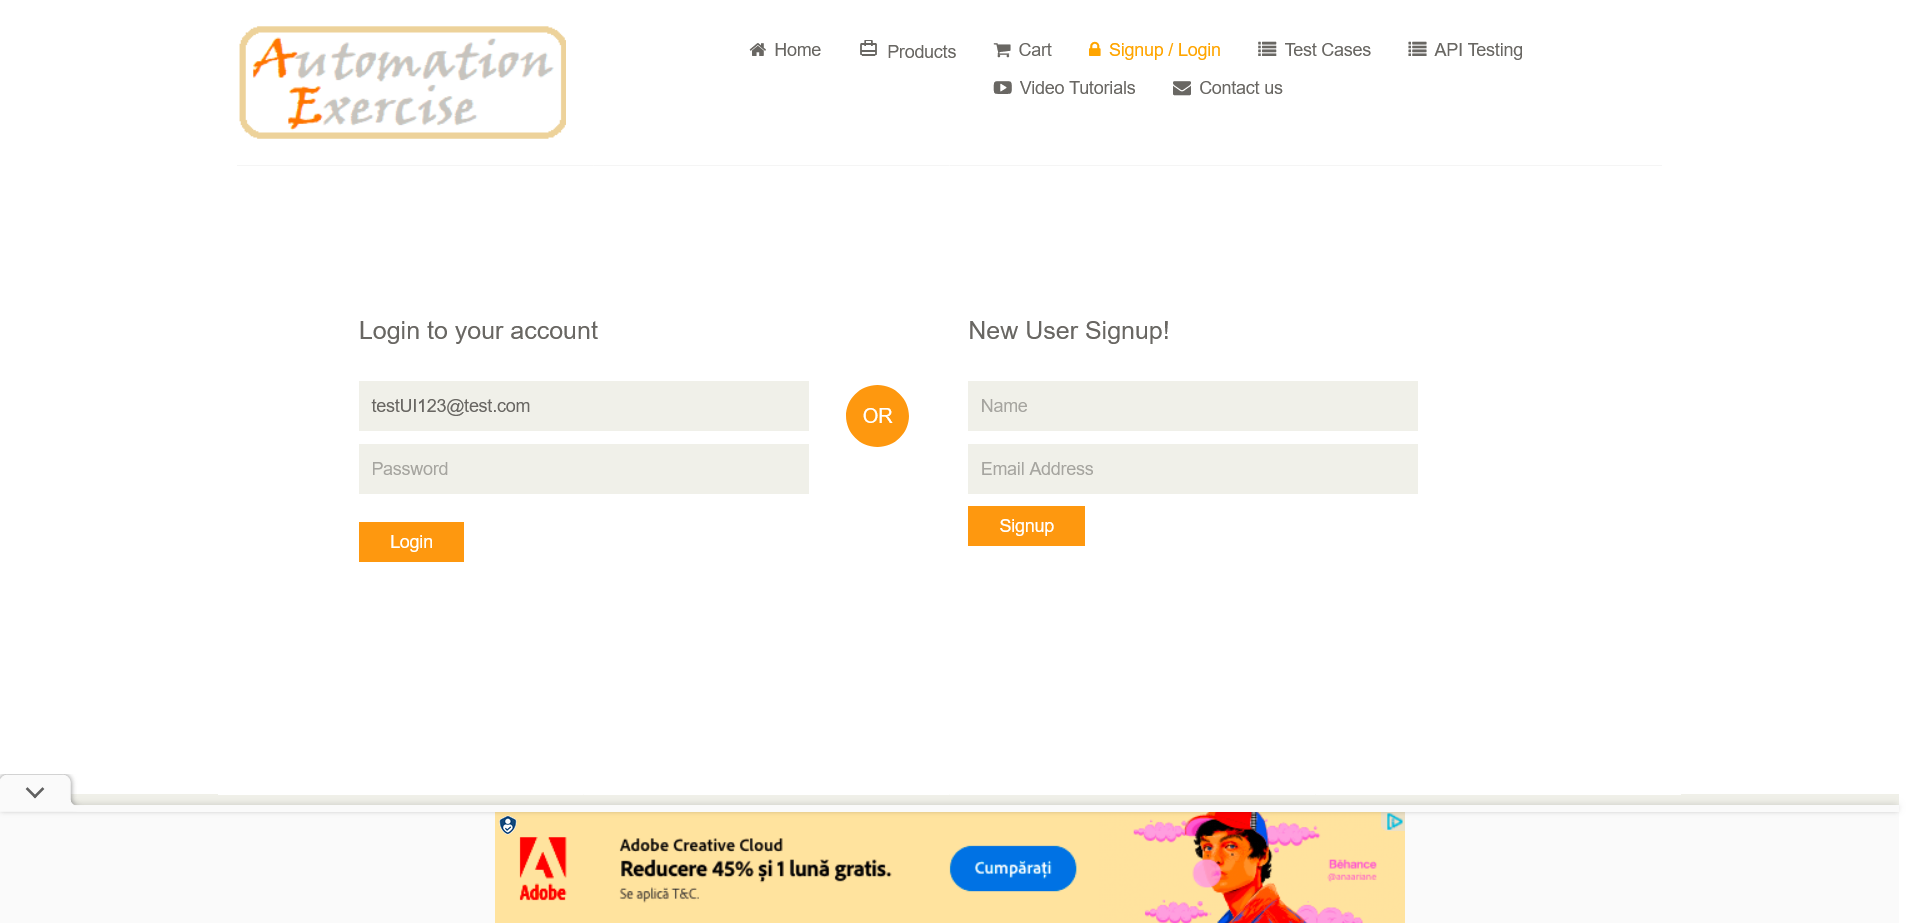 Automation
Exercise
Home
Products
Cart
Signup / Login
Test Cases
API Testing
Video Tutorials
Contact us
Login to your account
testUI123@test.com
Password
Login
OR
New User Signup!
Name
Email Address
Signup
Adobe
Adobe Creative Cloud
Reducere 45% și 1 lună gratis.
Se aplică T&C.
Cumpărați
Bēhance
@anaariane